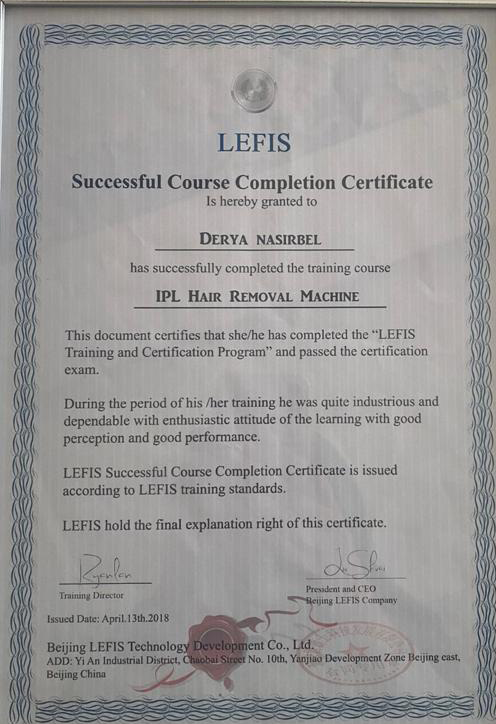 LEFIS
Successful Course Completion Certificate
Is hereby granted to
DERYA NASIRBEL
has successfully completed the training course
IPL HAIR REMOVAL MACHINE
This document certifies that she/he has completed the “LEFIS
Training and Certification Program” and passed the certification
exam.
During the period of his /her training he was quite industrious and
dependable with enthusiastic attitude of the learning with good
perception and good performance.
LEFIS Successful Course Completion Certificate is issued
according to LEFIS training standards.
LEFIS hold the final explanation right of this certificate.
Training Director
President and CEO
Beijing LEFIS Company
Issued Date: April.13th.2018
Beijing LEFIS Technology Development Co., Ltd.
ADD: Yi An Industrial District, Chaobai Street No. 10th, Yanjiao Development Zone Beijing east,
Beijing China